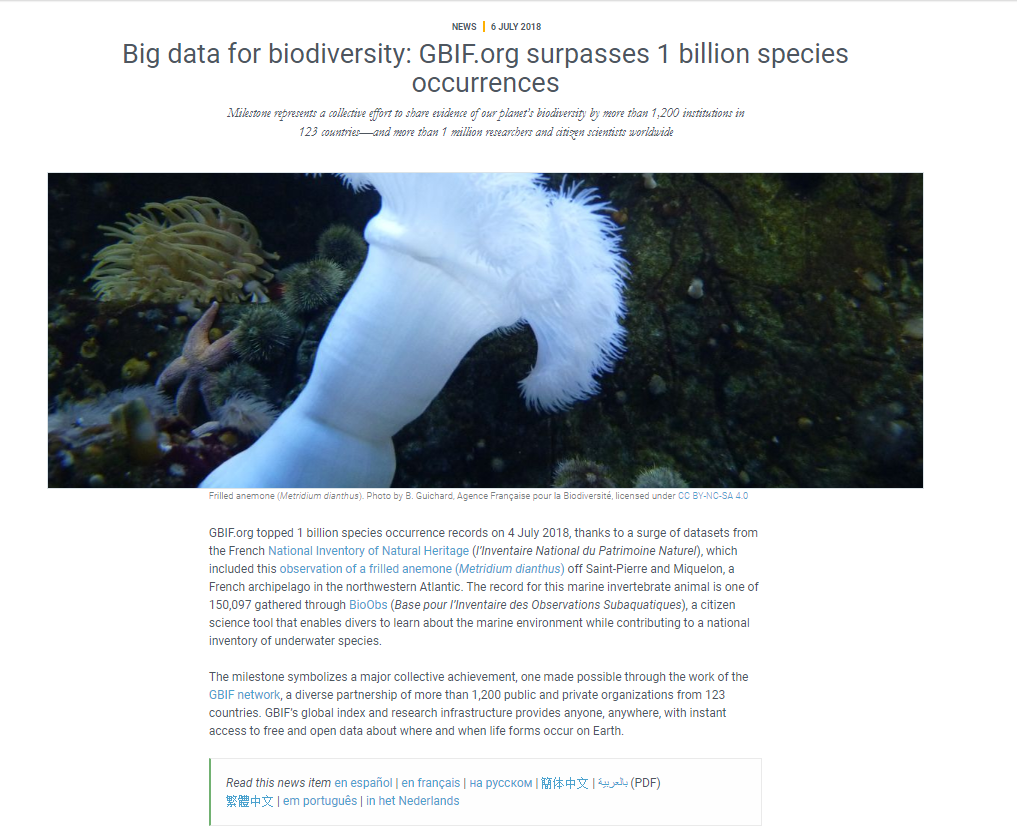 NEWS | 6 JULY 2018
Big data for biodiversity: GBIF.org surpasses 1 billion species
occurrences
Milestone represents a collective effort to share evidence of our planet's biodiversity by more than 1,200 institutions in
123 countries—and more than 1 million researchers and citizen scientists worldwide
Frilled anemone (Metridium dianthus). Photo by B. Guichard, Agence Française pour la Biodiversité, licensed under CC BY-NC-SA 4.0
GBIF.org topped 1 billion species occurrence records on 4 July 2018, thanks to a surge of datasets from
the French National Inventory of Natural Heritage (l'Inventaire National du Patrimoine Naturel), which
included this observation of a frilled anemone (Metridium dianthus) off Saint-Pierre and Miquelon, a
French archipelago in the northwestern Atlantic. The record for this marine invertebrate animal is one of
150,097 gathered through BioObs (Base pour l'Inventaire des Observations Subaquatiques), a citizen
science tool that enables divers to learn about the marine environment while contributing to a national
inventory of underwater species.
The milestone symbolizes a major collective achievement, one made possible through the work of the
GBIF network, a diverse partnership of more than 1,200 public and private organizations from 123
countries. GBIF's global index and research infrastructure provides anyone, anywhere, with instant
access to free and open data about where and when life forms occur on Earth.
Read this news item en español | en français | на русском | 簡体中文 | بالعربية (PDF)
繁體中文 | em português | in het Nederlands